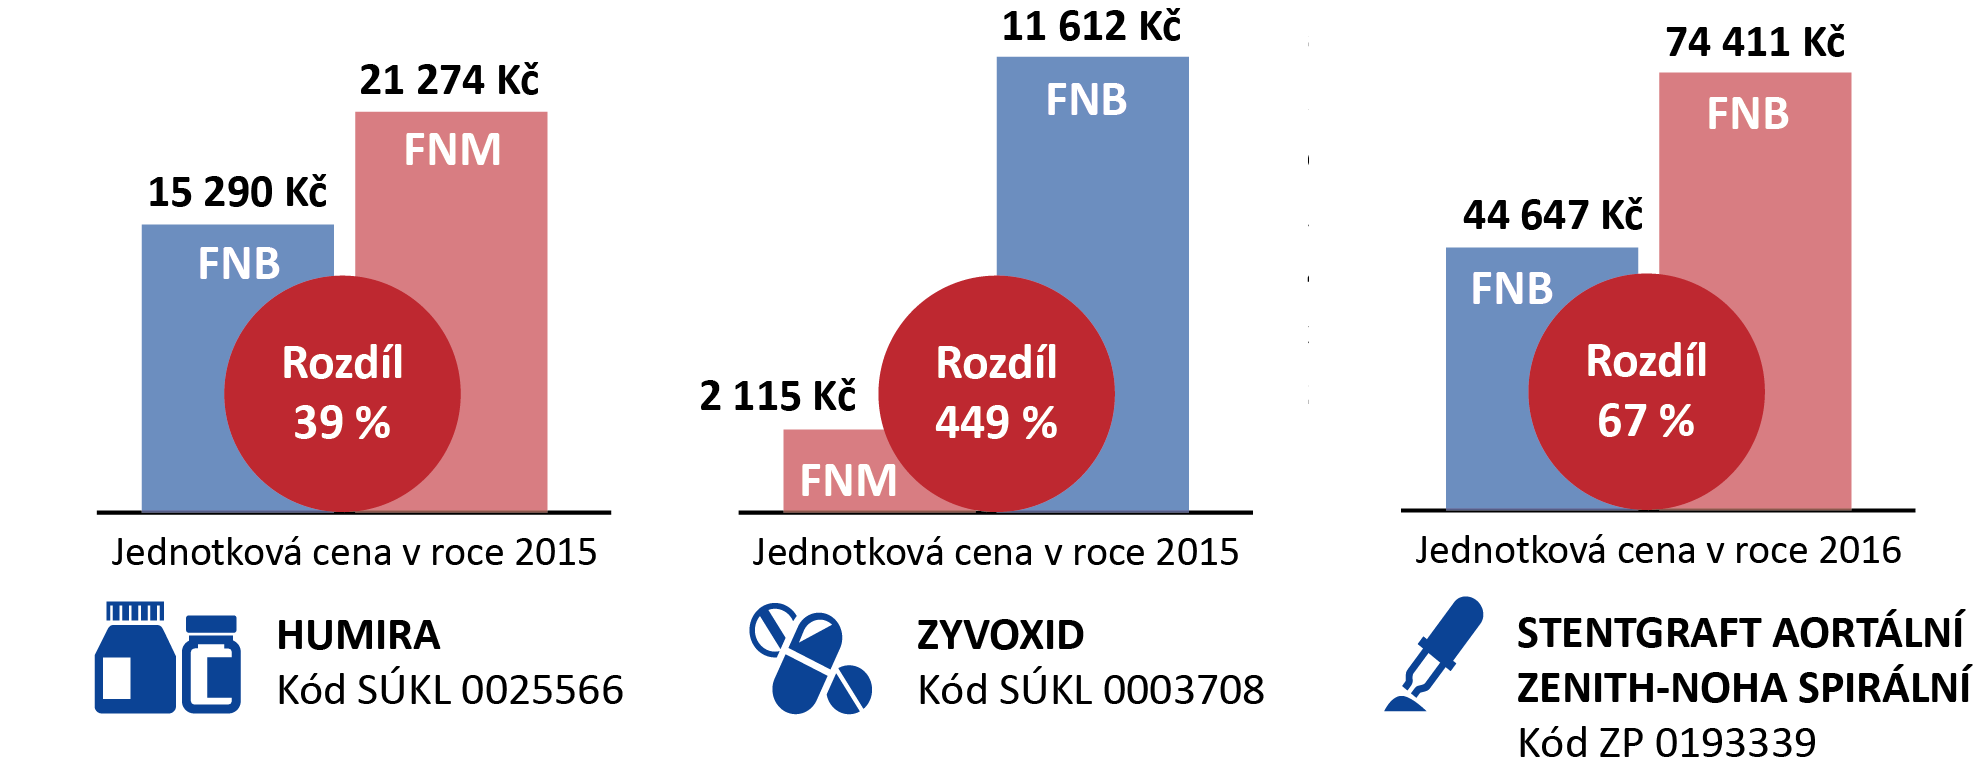 21 274 Kč
FNM
15 290 Kč
FNB
Rozdíl
39 %
Jednotková cena v roce 2015
HUMIRA
Kód SÚKL 0025566
11 612 Kč
FNB
2 115 Kč
FNM
Rozdíl
449 %
Jednotková cena v roce 2015
ZYVOXID
Kód SÚKL 0003708
74 411 Kč
FNB
44 647 Kč
FNB
Rozdíl
67 %
Jednotková cena v roce 2016
STENTGRAFT AORTÁLNÍ
ZENITH-NOHA SPIRÁLNÍ
Kód ZP 0193339